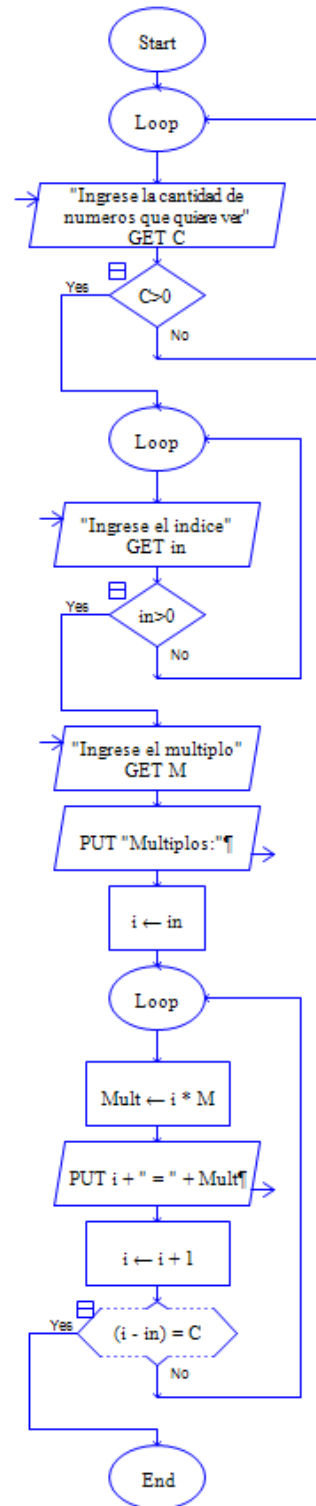 Start
Loop
"Ingrese la cantidad de
numeros que quiere ver"
GET C
Yes
C>0
No
Loop
"Ingrese el indice"
GET in
Yes
in>0
No
"Ingrese el multiplo"
GET M
PUT "Multiplos:"¶
i ← in
Loop
Mult ← i * M
PUT i + " = " + Mult¶
i ← i + 1
Yes
(i - in) = C
No
End